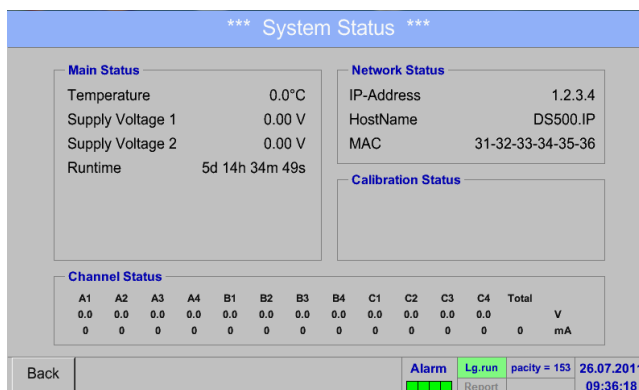 *** System Status ***
Main Status
Temperature 0.0°C
Supply Voltage 1 0.00 V
Supply Voltage 2 0.00 V
Runtime 5d 14h 34m 49s
Network Status
IP-Address 1.2.3.4
HostName DS500.IP
MAC 31-32-33-34-35-36
Calibration Status
Channel Status
A1 A2 A3 A4 B1 B2 B3 B4 C1 C2 C3 C4 Total
0.0 0.0 0.0 0.0 0.0 0.0 0.0 0.0 0.0 0.0 0.0 0.0 V
0 0 0 0 0 0 0 0 0 0 0 0 0 mA
Back
Alarm
Lg.run
Report
pacity = 153
26.07.201
09:36:18